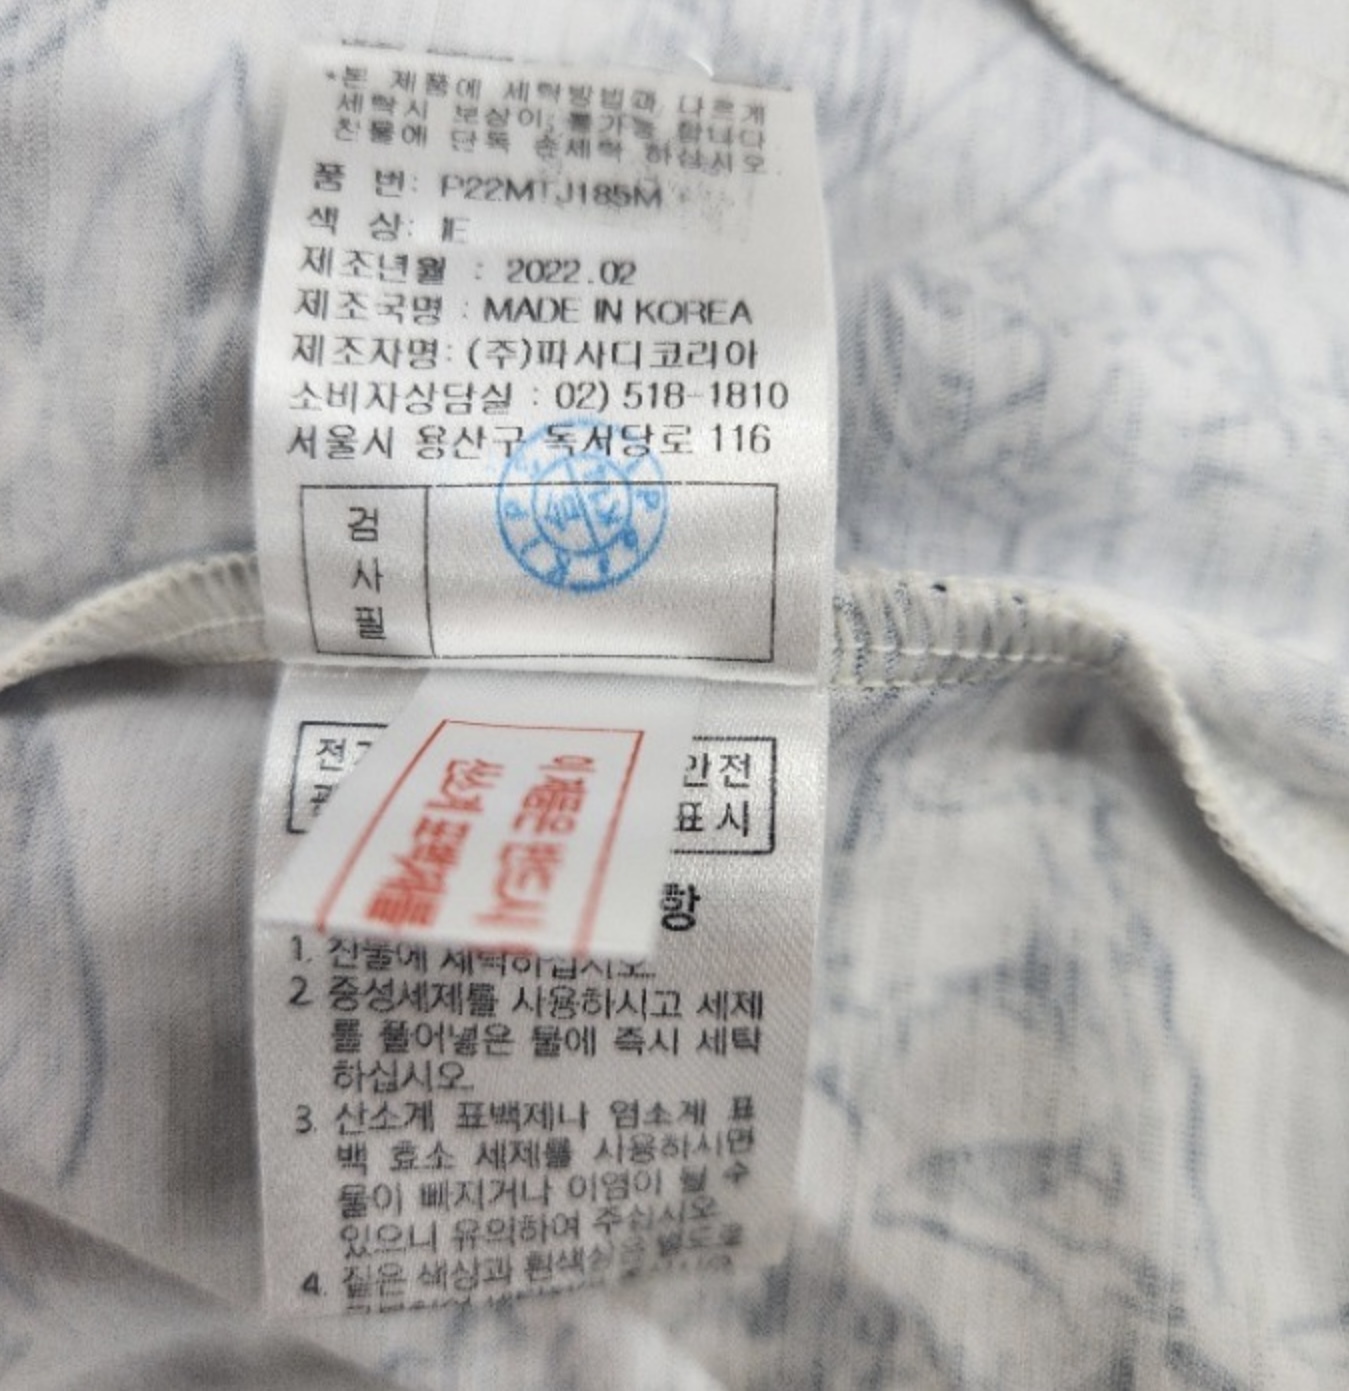 *본 제품에 세탁방법과 다르게
세탁시 보상이 불가능 합니다
찬물에 단독 손세탁 하십시오
품 번: P22MTJ185M
색 상: IE
제조년월 : 2022.02
제조국명 : MADE IN KOREA
제조자명: (주)파사디코리아
소비자상담실 : 02) 518-1810
서울시 용산구 독서당로 116
검
사
필
전 안전
표시
이 제품은 반드시
항
1. 찬물에 세탁하십시오.
2 중성세제를 사용하시고 세제
를 풀어넣은 물에 즉시 세탁
하십시오.
3. 산소계 표백제나 염소계 표
백 효소 세제를 사용하시면
물이 빠지거나 이염이 될 수
있으니 유의하여 주십시오
4. 짙은 색상과 흰색 별도로